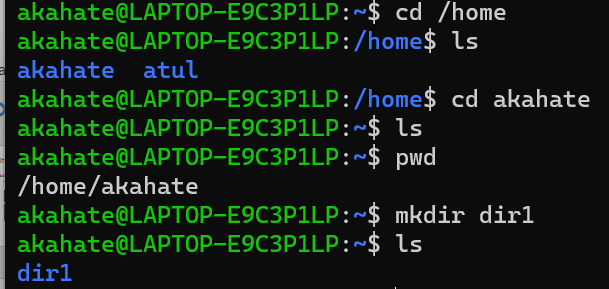 akahate@LAPTOP-E9C3P1LP:~$ cd /home
akahate@LAPTOP-E9C3P1LP:/home$ ls
akahate  atul
akahate@LAPTOP-E9C3P1LP:/home$ cd akahate
akahate@LAPTOP-E9C3P1LP:~$ ls
akahate@LAPTOP-E9C3P1LP:~$ pwd
/home/akahate
akahate@LAPTOP-E9C3P1LP:~$ mkdir dir1
akahate@LAPTOP-E9C3P1LP:~$ ls
dir1